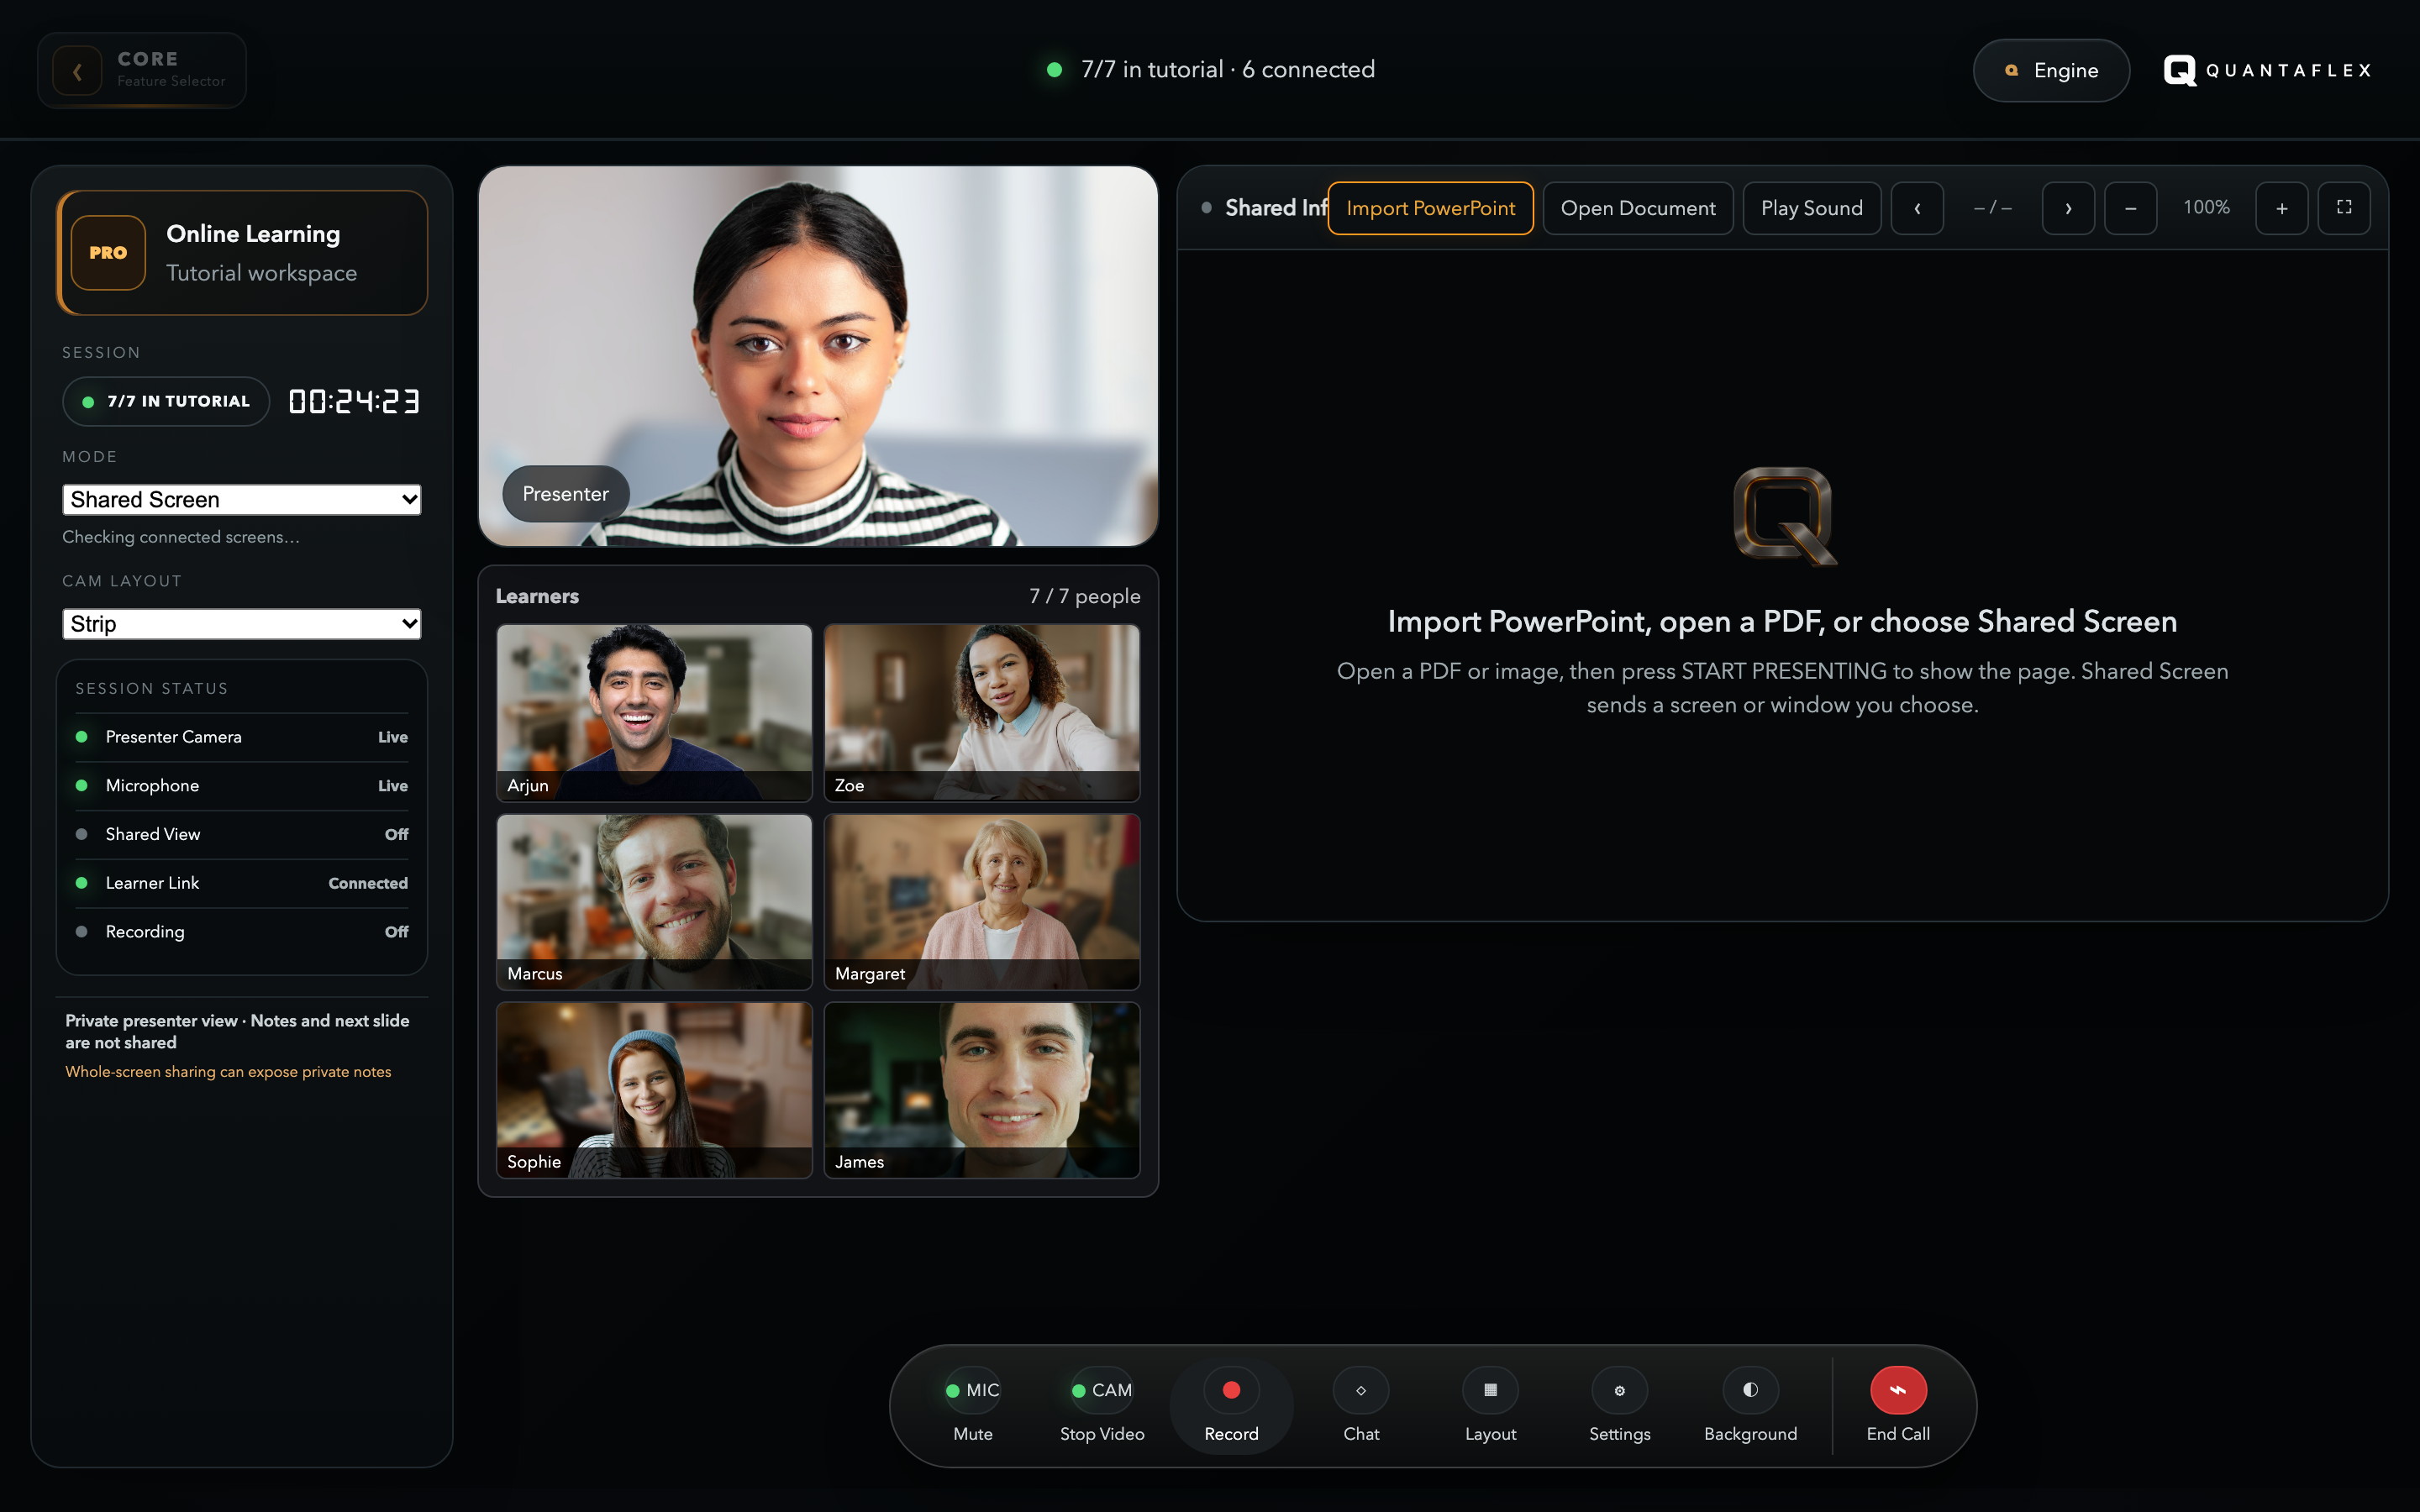 CORE
Feature Selector
7/7 in tutorial · 6 connected
Engine
QUANTAFLEX
PRO
Online Learning
Tutorial workspace
SESSION
7/7 IN TUTORIAL
00:24:23
MODE
Shared Screen
Checking connected screens...
CAM LAYOUT
Strip
SESSION STATUS
Presenter Camera Live
Microphone Live
Shared View Off
Learner Link Connected
Recording Off
Private presenter view · Notes and next slide
are not shared
Whole-screen sharing can expose private notes
Presenter
Learners
7 / 7 people
Arjun
Zoe
Marcus
Margaret
Sophie
James
Shared Inf
Import PowerPoint
Open Document
Play Sound
‹
– / –
›
−
100%
+
Import PowerPoint, open a PDF, or choose Shared Screen
Open a PDF or image, then press START PRESENTING to show the page. Shared Screen
sends a screen or window you choose.
MIC
Mute
CAM
Stop Video
Record
Chat
Layout
Settings
Background
End Call